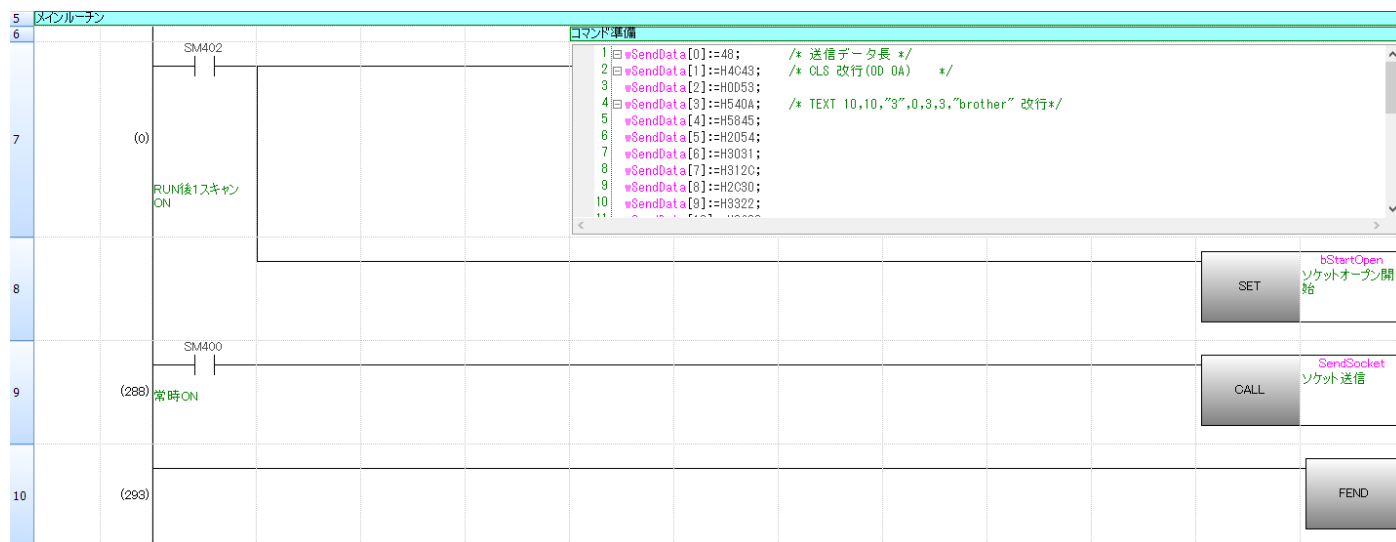 5 メインルーチン
6 コマンド準備
SM402
1 wSendData[0]:=48; /* 送信データ長 */
2 wSendData[1]:=H4C43; /* CLS 改行(0D 0A) */
3 wSendData[2]:=H0D53;
4 wSendData[3]:=H540A; /* TEXT 10,10,"3",0,3,3,"brother" 改行*/
5 wSendData[4]:=H5845;
6 wSendData[5]:=H2054;
7 (0)
7 wSendData[6]:=H3031;
8 wSendData[7]:=H312C;
RUN後1スキャン
ON
9 wSendData[8]:=H2C30;
10 wSendData[9]:=H3322;
bStartOpen
8 SET ソケットオープン開
始
SM400
SendSocket
9 (288) 常時ON CALL ソケット送信
10 (293) FEND